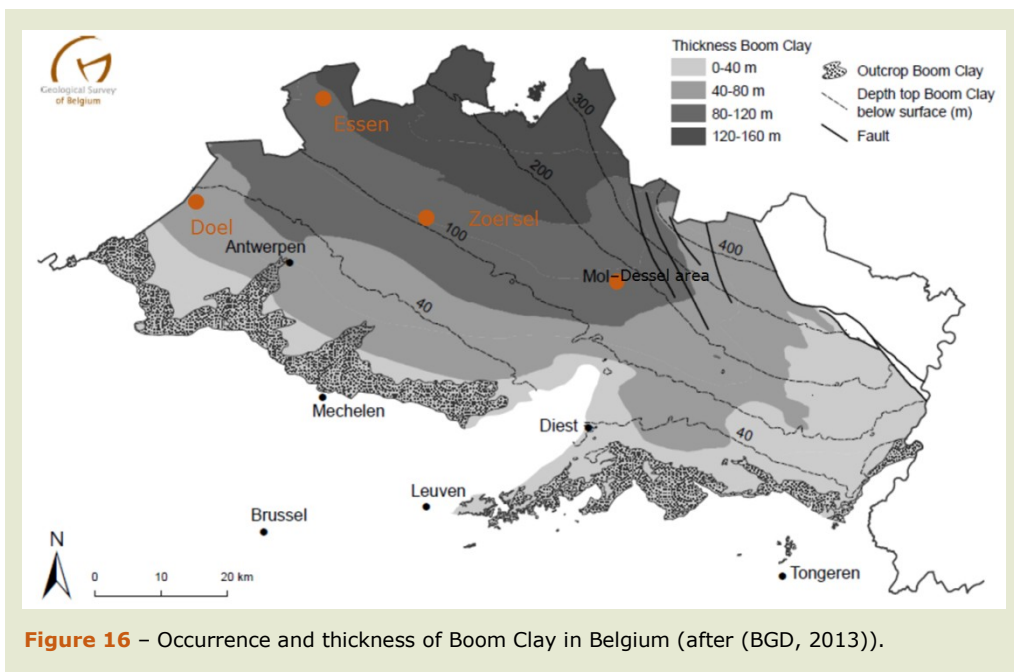 Geological Survey
of Belgium
Thickness Boom Clay
0-40 m
40-80 m
80-120 m
120-160 m
Outcrop Boom Clay
Depth top Boom Clay
below surface (m)
Fault
Essen
300
200
Doel
Zoersel
100
Antwerpen
400
Mol-Dessel area
40
Mechelen
Diest
40
Leuven
Brussel
N
0 10 20 km
Tongeren
Figure 16 – Occurrence and thickness of Boom Clay in Belgium (after (BGD, 2013)).